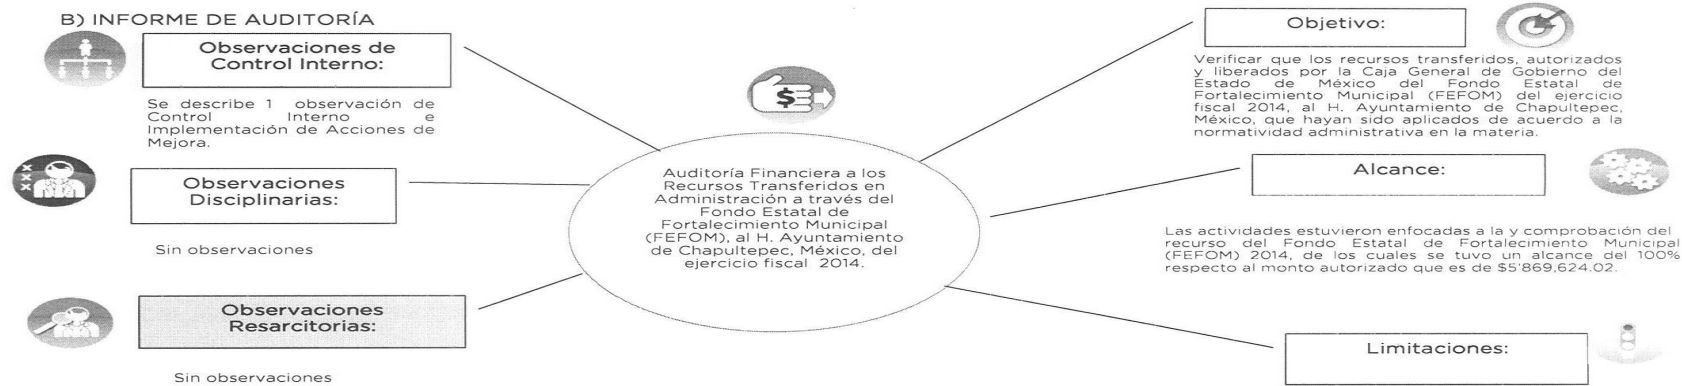 B) INFORME DE AUDITORÍA
Observaciones de
Control Interno:
Se describe 1 observación de
Control Interno e
Implementación de Acciones de
Mejora.
Observaciones
Disciplinarias:
Sin observaciones
Observaciones
Resarcitorias:
Sin observaciones
$
Auditoría Financiera a los
Recursos Transferidos en
Administración a través del
Fondo Estatal de
Fortalecimiento Municipal
(FEFOM), al H. Ayuntamiento
de Chapultepec, México, del
ejercicio fiscal 2014.
Objetivo:
Verificar que los recursos transferidos, autorizados
y liberados por la Caja General de Gobierno del
Estado de México del Fondo Estatal de
Fortalecimiento Municipal (FEFOM) del ejercicio
fiscal 2014, al H. Ayuntamiento de Chapultepec,
México, que hayan sido aplicados de acuerdo a la
normatividad administrativa en la materia.
Alcance:
Las actividades estuvieron enfocadas a la y comprobación del
recurso del Fondo Estatal de Fortalecimiento Municipal
(FEFOM) 2014, de los cuales se tuvo un alcance del 100%
respecto al monto autorizado que es de $5'869,624.02.
Limitaciones: